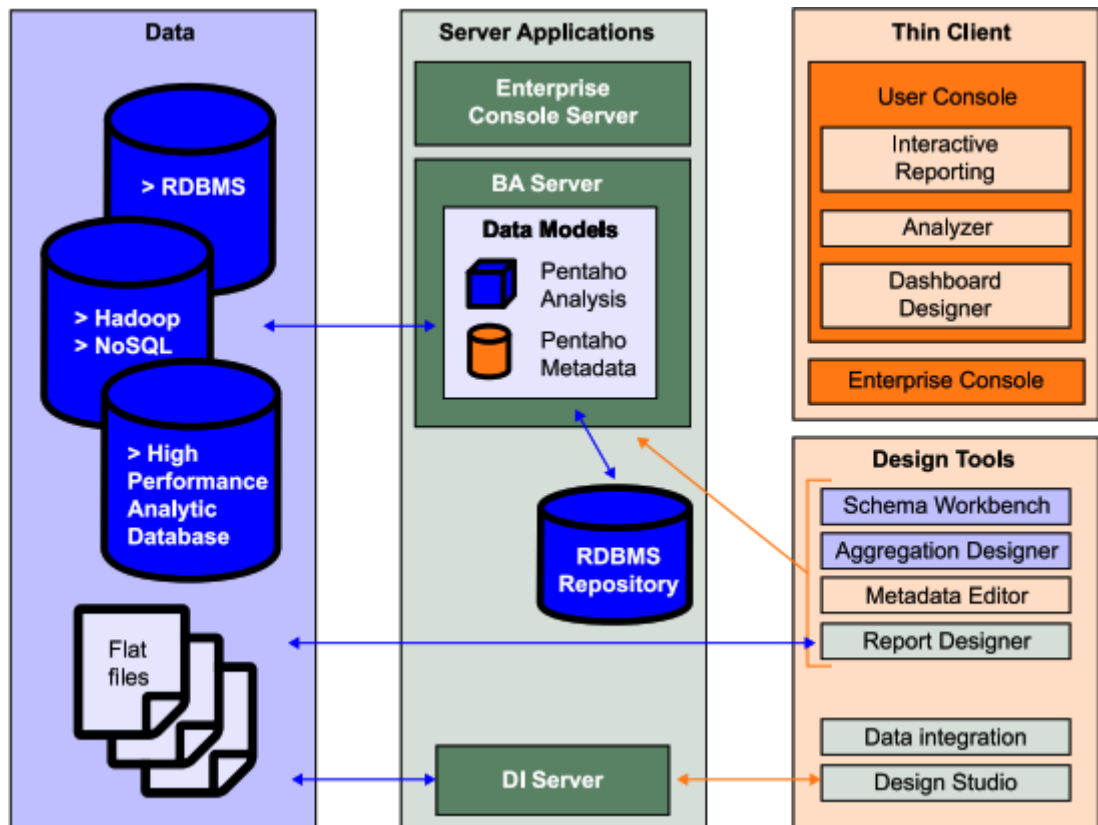 Data
> RDBMS
> Hadoop
> NoSQL
> High
Performance
Analytic
Database
Flat
files
Server Applications
Enterprise
Console Server
BA Server
Data Models
Pentaho
Analysis
Pentaho
Metadata
RDBMS
Repository
DI Server
Thin Client
User Console
Interactive
Reporting
Analyzer
Dashboard
Designer
Enterprise Console
Design Tools
Schema Workbench
Aggregation Designer
Metadata Editor
Report Designer
Data integration
Design Studio